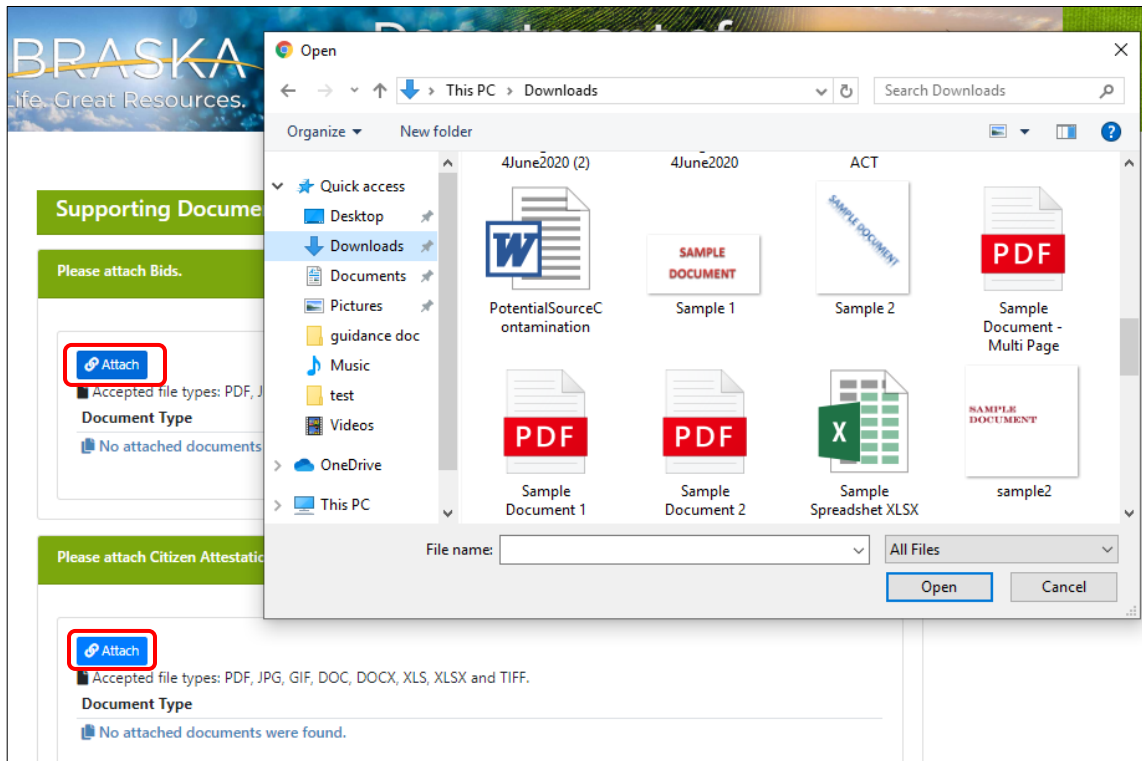 BRASKA
Life. Great Resources.
Department of
Open
This PC > Downloads
Search Downloads
Organize
New folder
4June2020 (2)
4June2020
ACT
Quick access
Desktop
Downloads
Documents
Pictures
guidance doc
Music
test
Videos
OneDrive
This PC
W
SAMPLE
DOCUMENT
SAMPLE DOCUMENT
PDF
PotentialSourceC
ontamination
Sample 1
Sample 2
Sample
Document -
Multi Page
PDF
PDF
X
SAMPLE
DOCUMENT
Sample
Document 1
Sample
Document 2
Sample
Spreadshet XLSX
sample2
File name:
All Files
Open
Cancel
Supporting Docume
Please attach Bids.
Attach
Accepted file types: PDF, J
Document Type
No attached documents
Please attach Citizen Attestatio
Attach
Accepted file types: PDF, JPG, GIF, DOC, DOCX, XLS, XLSX and TIFF.
Document Type
No attached documents were found.